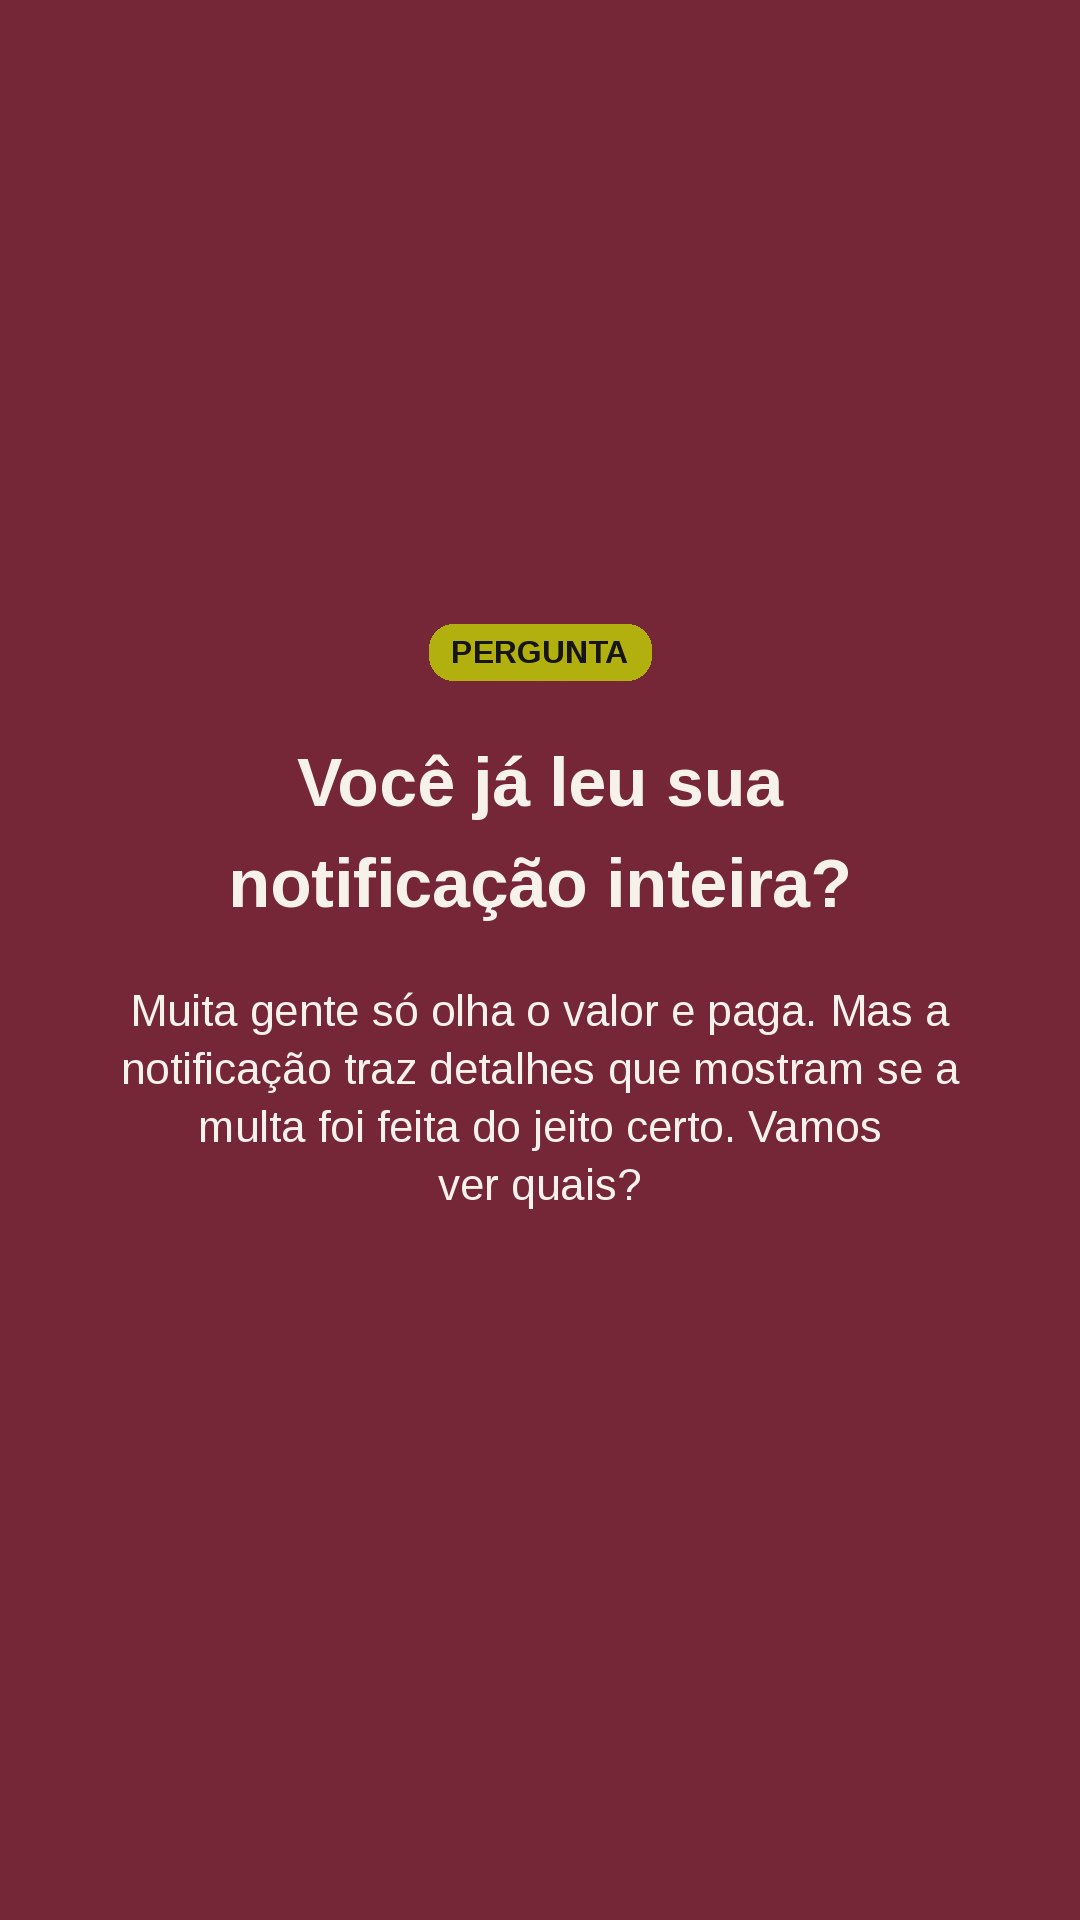 PERGUNTA
Você já leu sua
notificação inteira?
Muita gente só olha o valor e paga. Mas a
notificação traz detalhes que mostram se a
multa foi feita do jeito certo. Vamos
ver quais?